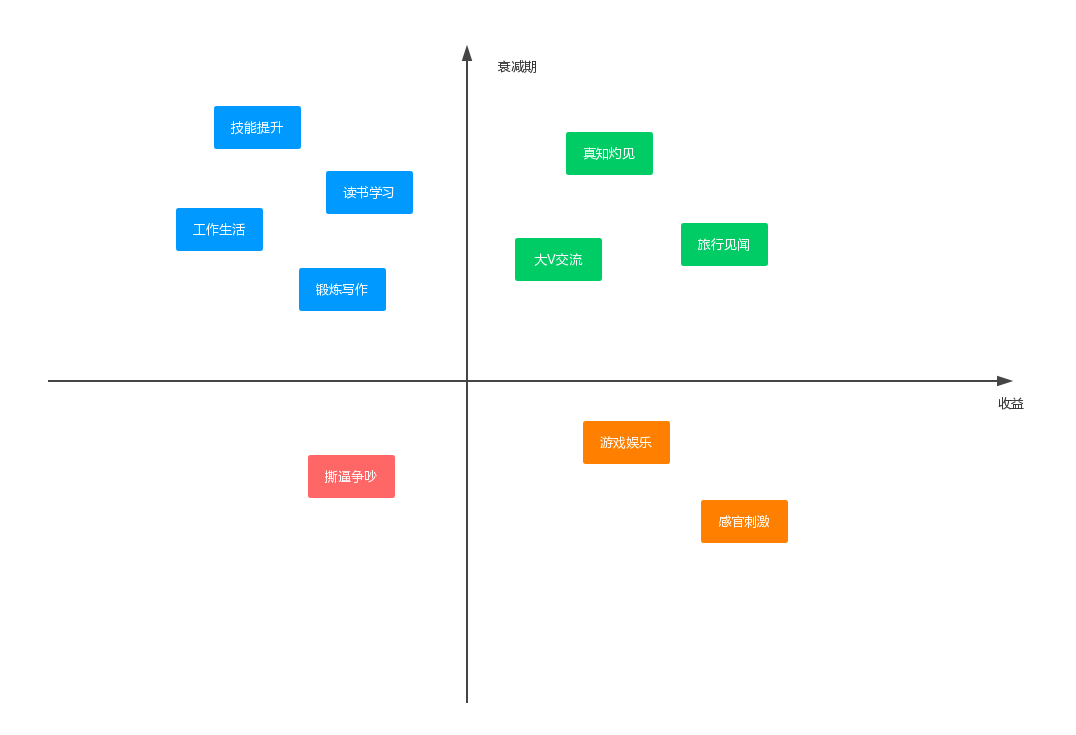 衰减期
技能提升
真知灼见
读书学习
工作生活
旅行见闻
大V交流
锻炼写作
收益
游戏娱乐
撕逼争吵
感官刺激